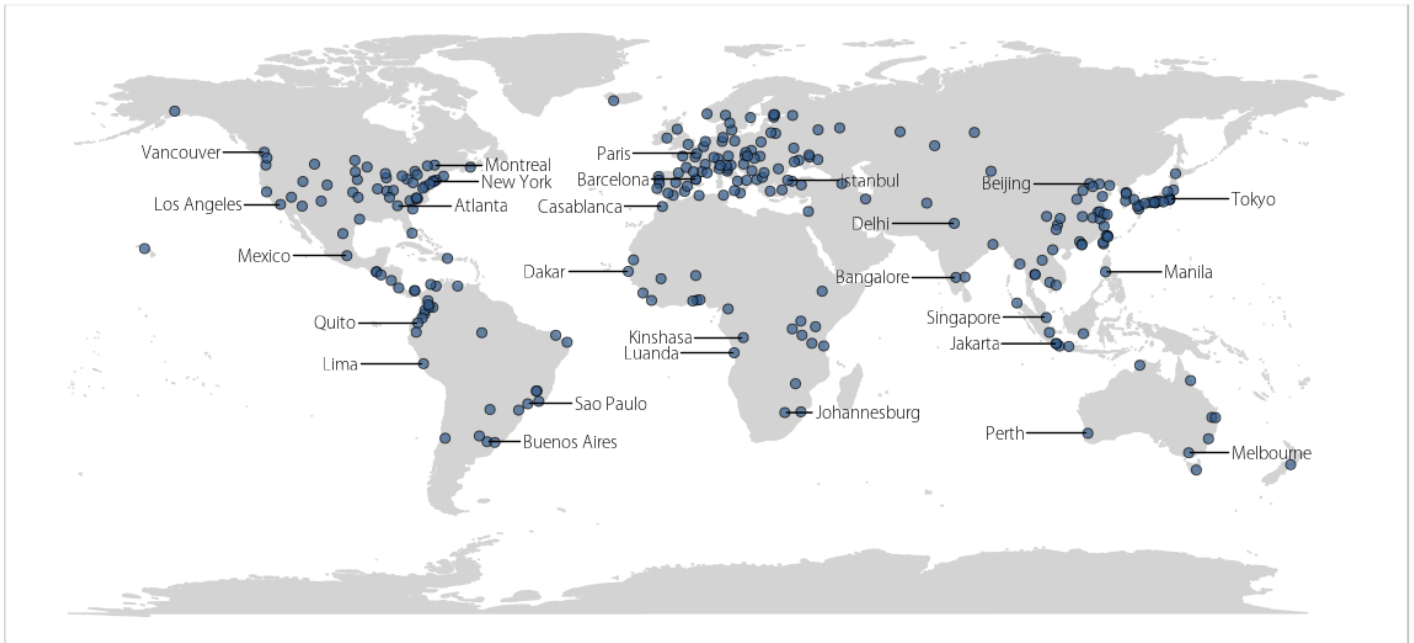 Vancouver
Montreal
Paris
New York
Barcelona
Istanbul
Beijing
Los Angeles
Atlanta
Casablanca
Tokyo
Delhi
Mexico
Dakar
Bangalore
Manila
Quito
Singapore
Kinshasa
Jakarta
Luanda
Lima
Sao Paulo
Johannesburg
Buenos Aires
Perth
Melbourne